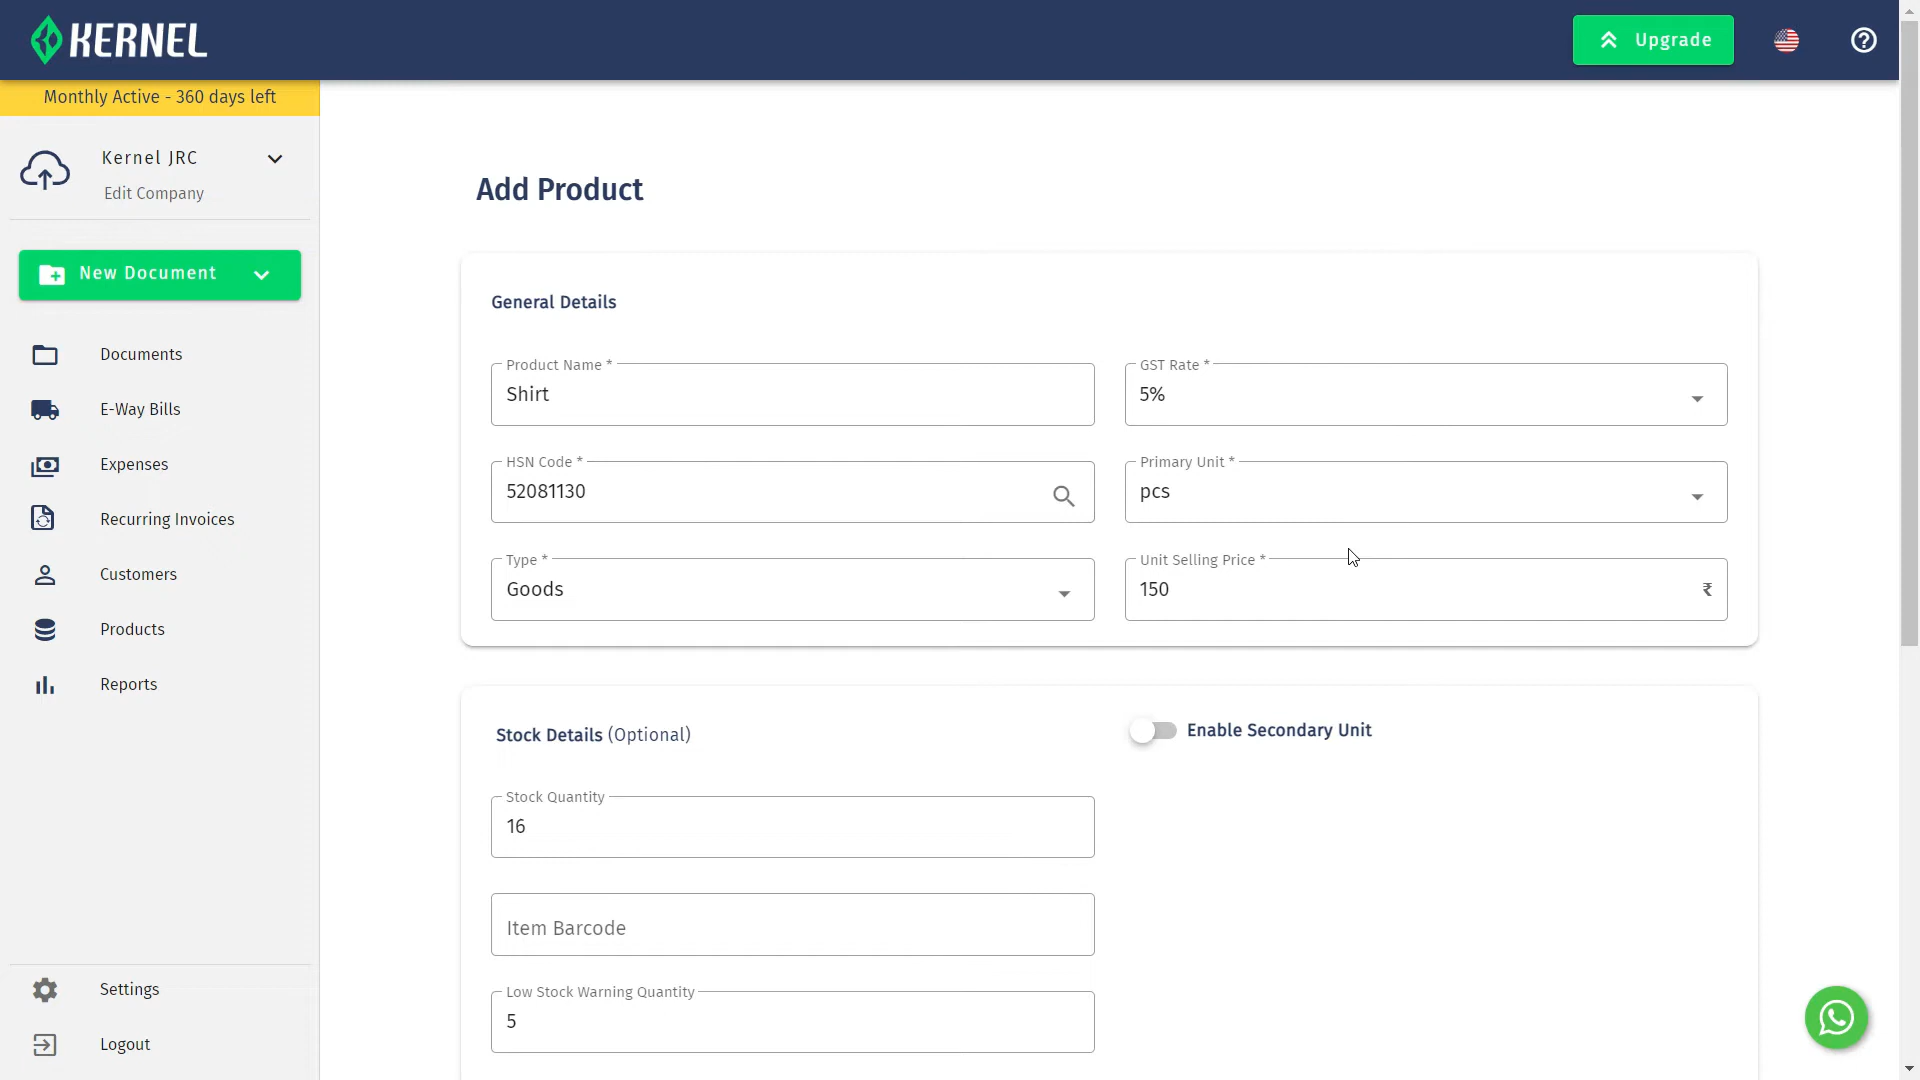 KERNEL
Upgrade
Monthly Active - 360 days left
Kernel JRC
Edit Company
New Document
Documents
E-Way Bills
Expenses
Recurring Invoices
Customers
Products
Reports
Settings
Logout
Add Product
General Details
Product Name *
Shirt
GST Rate *
5%
HSN Code *
52081130
Primary Unit *
pcs
Type *
Goods
Unit Selling Price *
150 ₹
Stock Details (Optional)
Enable Secondary Unit
Stock Quantity
16
Item Barcode
Low Stock Warning Quantity
5